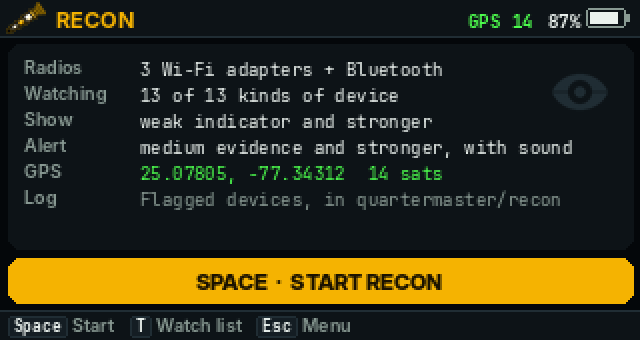 RECON GPS 14 87%
Radios 3 Wi-Fi adapters + Bluetooth
Watching 13 of 13 kinds of device
Show weak indicator and stronger
Alert medium evidence and stronger, with sound
GPS 25.07805, -77.34312 14 sats
Log Flagged devices, in quartermaster/recon
SPACE · START RECON
Space Start T Watch list Esc Menu